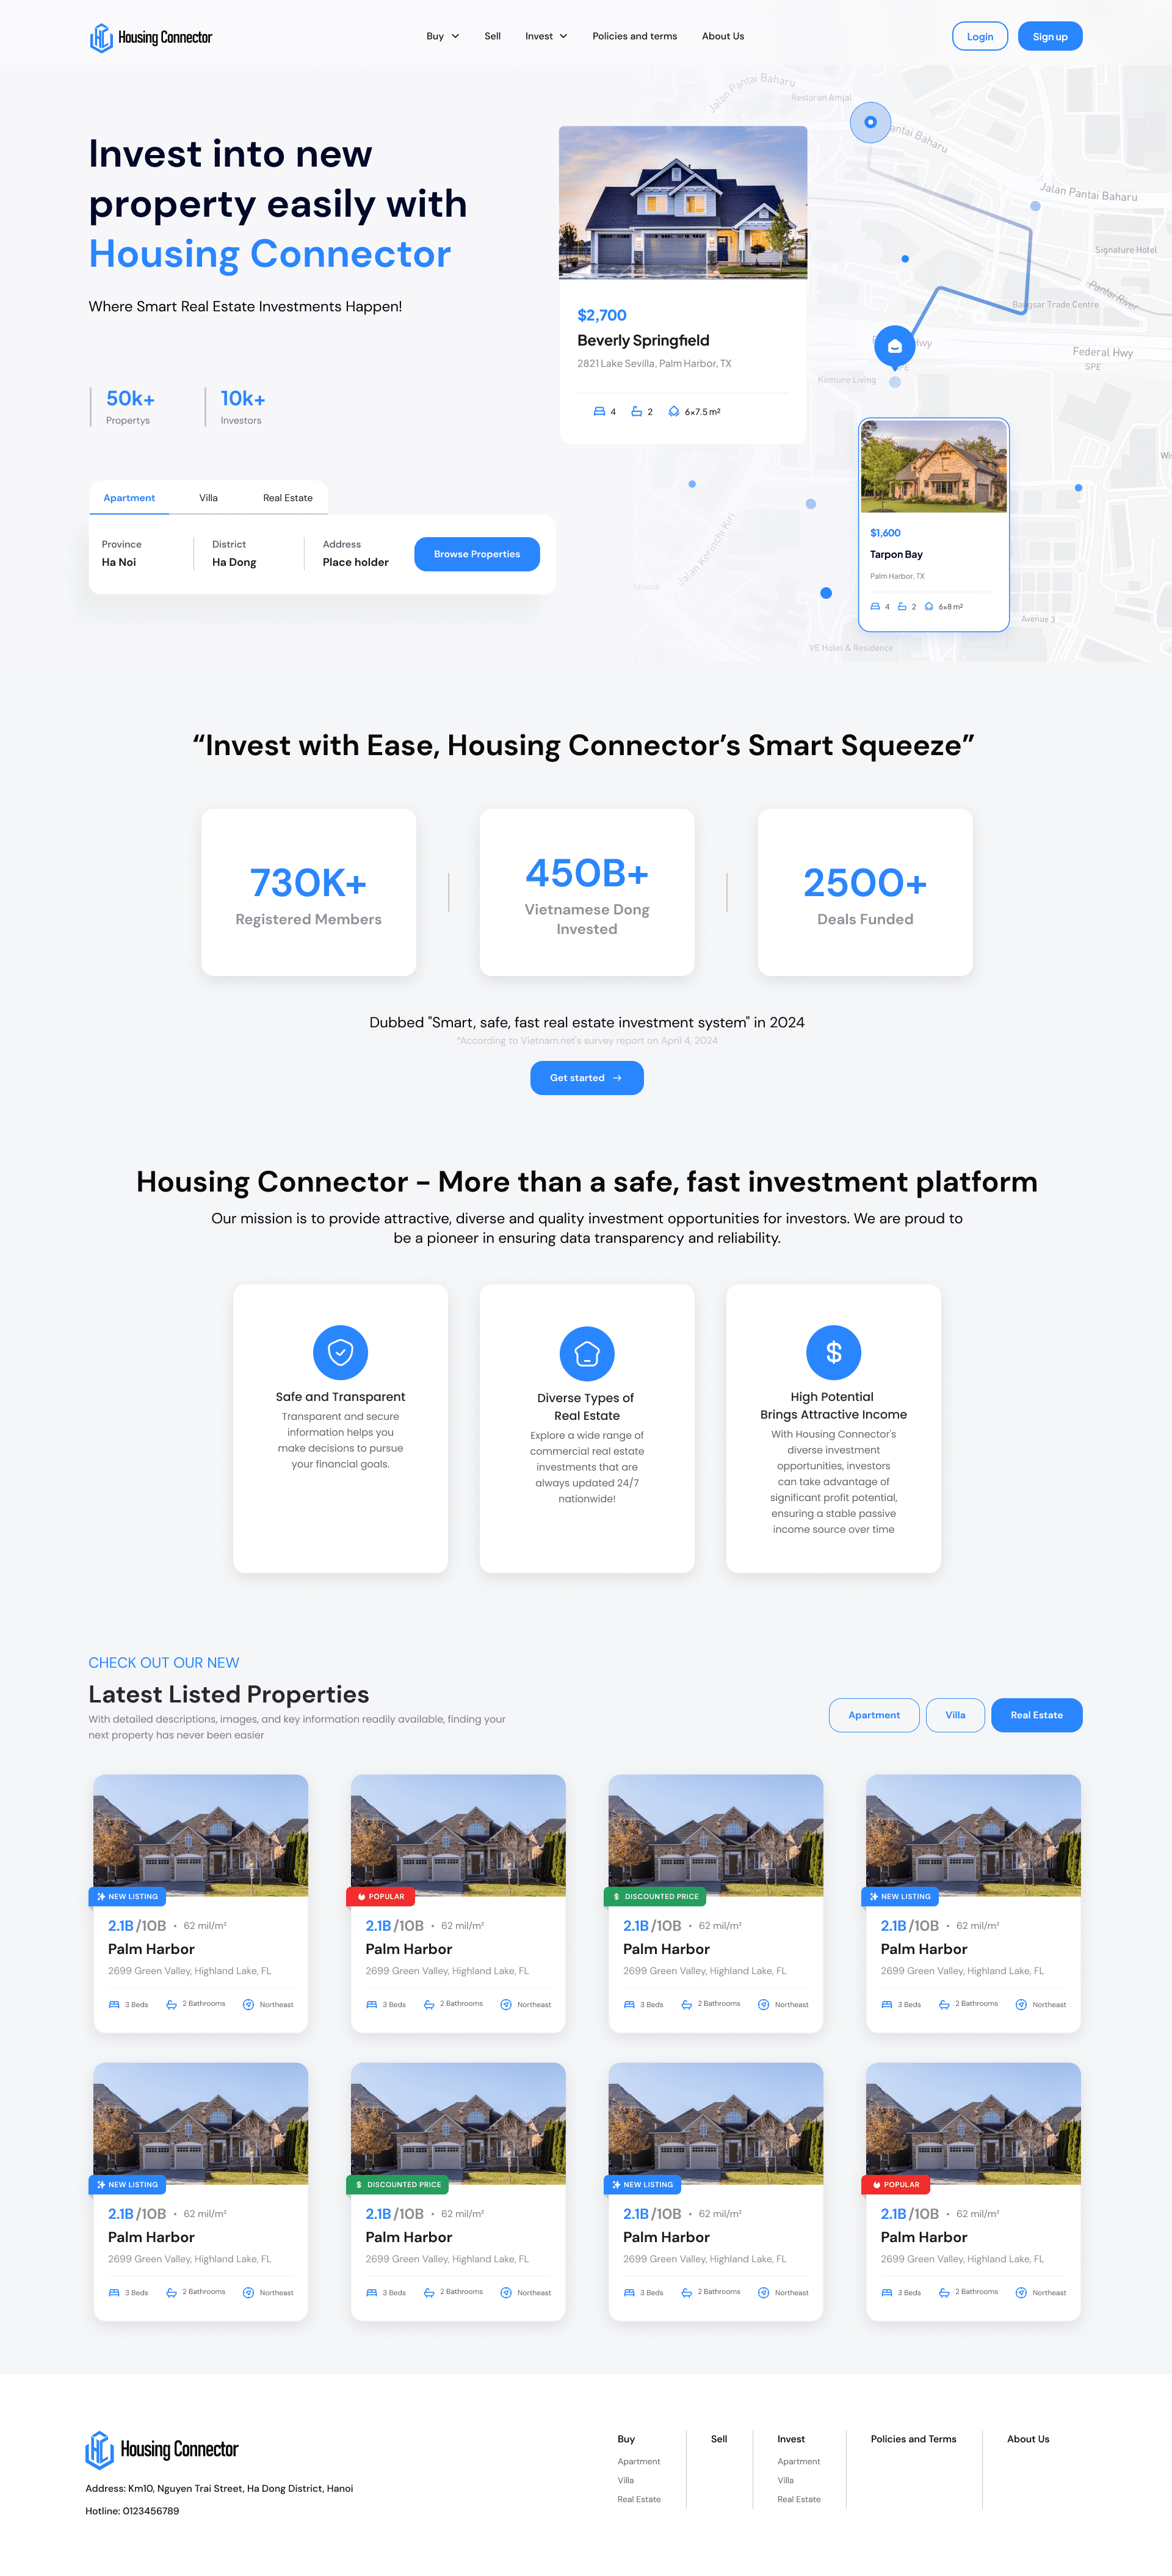 Housing Connector
Buy
Sell
Invest
Policies and terms
About Us
Login
Sign up
Invest into new
property easily with
Housing Connector
Where Smart Real Estate Investments Happen!
50k+
Propertys
10k+
Investors
Apartment
Villa
Real Estate
Province
Ha Noi
District
Ha Dong
Address
Place holder
Browse Properties
Jalan Pantai Baharu
Restoran Amjal
antai Baharu
Jalan Pantai Baharu
Signature Hotel
Pantai River
Bangsar Trade Centre
Federal Hwy
SPE
Hwy
PE
Komune Living
Jalan Kerinchi Kiri
Avenue 3
VE Hotel & Residence
$2,700
Beverly Springfield
2821 Lake Sevilla, Palm Harbor, TX
4
2
6x7.5 m²
$1,600
Tarpon Bay
Palm Harbor, TX
4
2
6x8 m²
“Invest with Ease, Housing Connector’s Smart Squeeze”
730K+
Registered Members
450B+
Vietnamese Dong
Invested
2500+
Deals Funded
Dubbed "Smart, safe, fast real estate investment system" in 2024
*According to Vietnam.net's survey report on April 4, 2024
Get started
Housing Connector – More than a safe, fast investment platform
Our mission is to provide attractive, diverse and quality investment opportunities for investors. We are proud to
be a pioneer in ensuring data transparency and reliability.
Safe and Transparent
Transparent and secure
information helps you
make decisions to pursue
your financial goals.
Diverse Types of
Real Estate
Explore a wide range of
commercial real estate
investments that are
always updated 24/7
nationwide!
$
High Potential
Brings Attractive Income
With Housing Connector's
diverse investment
opportunities, investors
can take advantage of
significant profit potential,
ensuring a stable passive
income source over time
CHECK OUT OUR NEW
Latest Listed Properties
With detailed descriptions, images, and key information readily available, finding your
next property has never been easier
Apartment
Villa
Real Estate
NEW LISTING
2.1B/10B • 62 mil/m²
Palm Harbor
2699 Green Valley, Highland Lake, FL
3 Beds
2 Bathrooms
Northeast
POPULAR
2.1B/10B • 62 mil/m²
Palm Harbor
2699 Green Valley, Highland Lake, FL
3 Beds
2 Bathrooms
Northeast
$ DISCOUNTED PRICE
2.1B/10B • 62 mil/m²
Palm Harbor
2699 Green Valley, Highland Lake, FL
3 Beds
2 Bathrooms
Northeast
NEW LISTING
2.1B/10B • 62 mil/m²
Palm Harbor
2699 Green Valley, Highland Lake, FL
3 Beds
2 Bathrooms
Northeast
NEW LISTING
2.1B/10B • 62 mil/m²
Palm Harbor
2699 Green Valley, Highland Lake, FL
3 Beds
2 Bathrooms
Northeast
$ DISCOUNTED PRICE
2.1B/10B • 62 mil/m²
Palm Harbor
2699 Green Valley, Highland Lake, FL
3 Beds
2 Bathrooms
Northeast
NEW LISTING
2.1B/10B • 62 mil/m²
Palm Harbor
2699 Green Valley, Highland Lake, FL
3 Beds
2 Bathrooms
Northeast
POPULAR
2.1B/10B • 62 mil/m²
Palm Harbor
2699 Green Valley, Highland Lake, FL
3 Beds
2 Bathrooms
Northeast
Housing Connector
Address: Km10, Nguyen Trai Street, Ha Dong District, Hanoi
Hotline: 0123456789
Buy
Apartment
Villa
Real Estate
Sell
Invest
Apartment
Villa
Real Estate
Policies and Terms
About Us